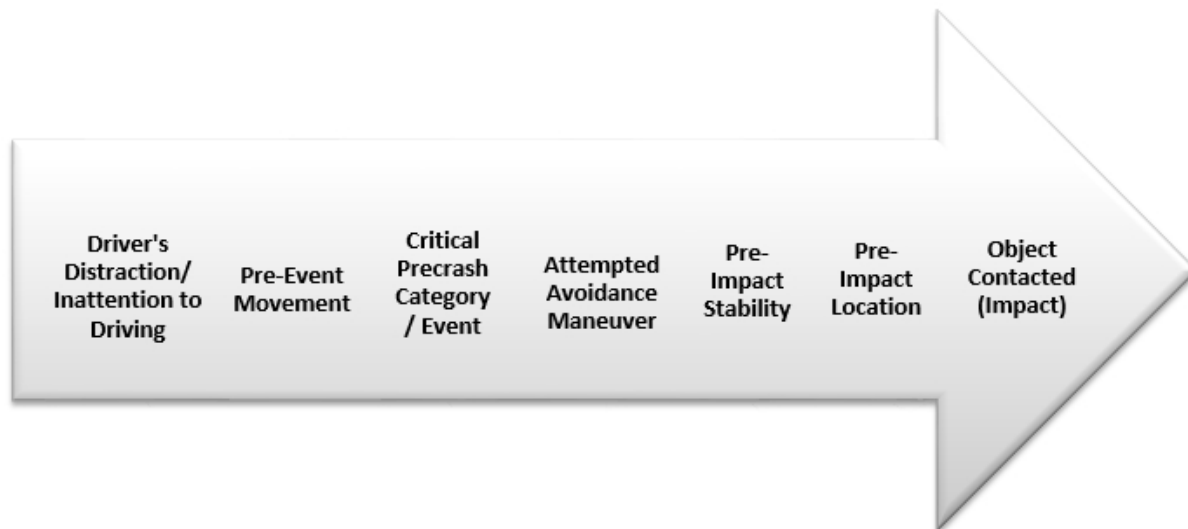 Driver's
Distraction/
Inattention to
Driving
Pre-Event
Movement
Critical
Precrash
Category
/ Event
Attempted
Avoidance
Maneuver
Pre-
Impact
Stability
Pre-
Impact
Location
Object
Contacted
(Impact)